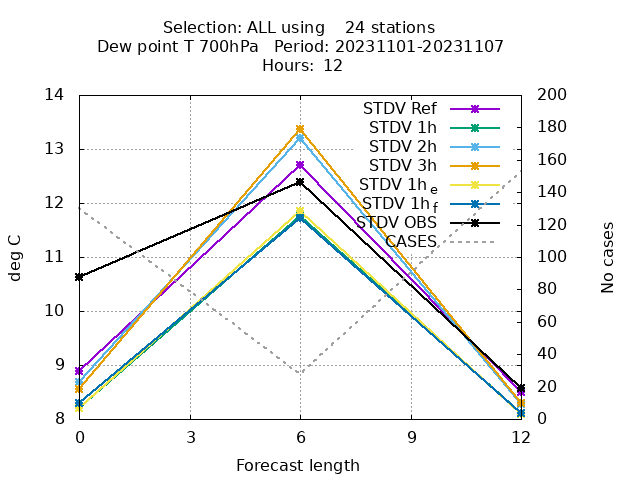 Selection: ALL using    24 stations
Dew point T 700hPa   Period: 20231101-20231107
Hours:  12
14
13
12
11
10
9
8
200
180
160
140
120
100
80
60
40
20
0
STDV Ref
STDV 1h
STDV 2h
STDV 3h
STDV 1h e
STDV 1h f
STDV OBS
CASES
deg C
No cases
0 3 6 9 12
Forecast length